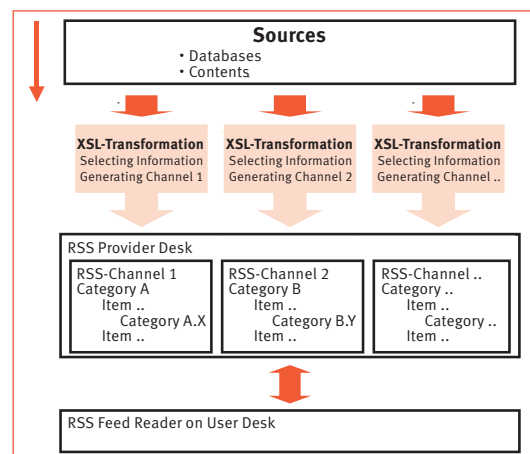 Sources
• Databases
• Contents
XSL-Transformation
Selecting Information
Generating Channel 1
XSL-Transformation
Selecting Information
Generating Channel 2
XSL-Transformation
Selecting Information
Generating Channel ..
RSS Provider Desk
RSS-Channel 1
Category A
Item ..
Category A.X
Item ..
RSS-Channel 2
Category B
Item ..
Category B.Y
Item ..
RSS-Channel ..
Category ..
Item ..
Category ..
Item ..
RSS Feed Reader on User Desk